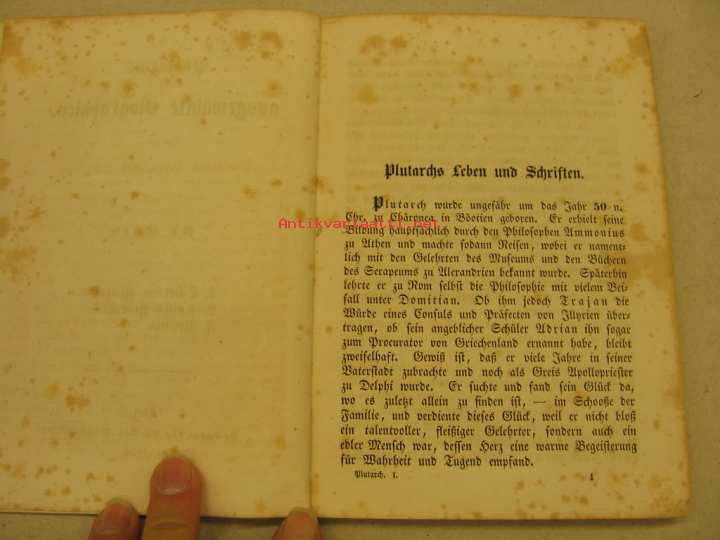 Plutarchs Leben und Schriften.
Plutarch wurde ungefähr um das Jahr 50 n.
Chr. zu Chäronea in Böotien geboren. Er erhielt seine
Antikvariaatti.net
Bildung hauptsächlich durch den Philosophen Ammonius
zu Athen und machte sodann Reisen, wobei er nament-
lich mit den Gelehrten des Museums und den Büchern
des Serapeums zu Alexandrien bekannt wurde. Späterhin
lehrte er zu Rom selbst die Philosophie mit vielem Bei-
fall unter Domitian. Ob ihm jedoch Trajan die
Würde eines Consuls und Präfecten von Illyrien über-
tragen, ob sein angeblicher Schüler Adrian ihn sogar
zum Procurator von Griechenland ernannt habe, bleibt
zweifelhaft. Gewiß ist, daß er viele Jahre in seiner
Vaterstadt zubrachte und noch als Greis Apollopriester
zu Delphi wurde. Er suchte und fand sein Glück da,
wo es zuletzt allein zu finden ist, — im Schooße der
Familie, und verdiente dieses Glück, weil er nicht bloß
ein talentvoller, fleißiger Gelehrter, sondern auch ein
edler Mensch war, dessen Herz eine warme Begeisterung
für Wahrheit und Tugend empfand.
Plutarch. I. 1